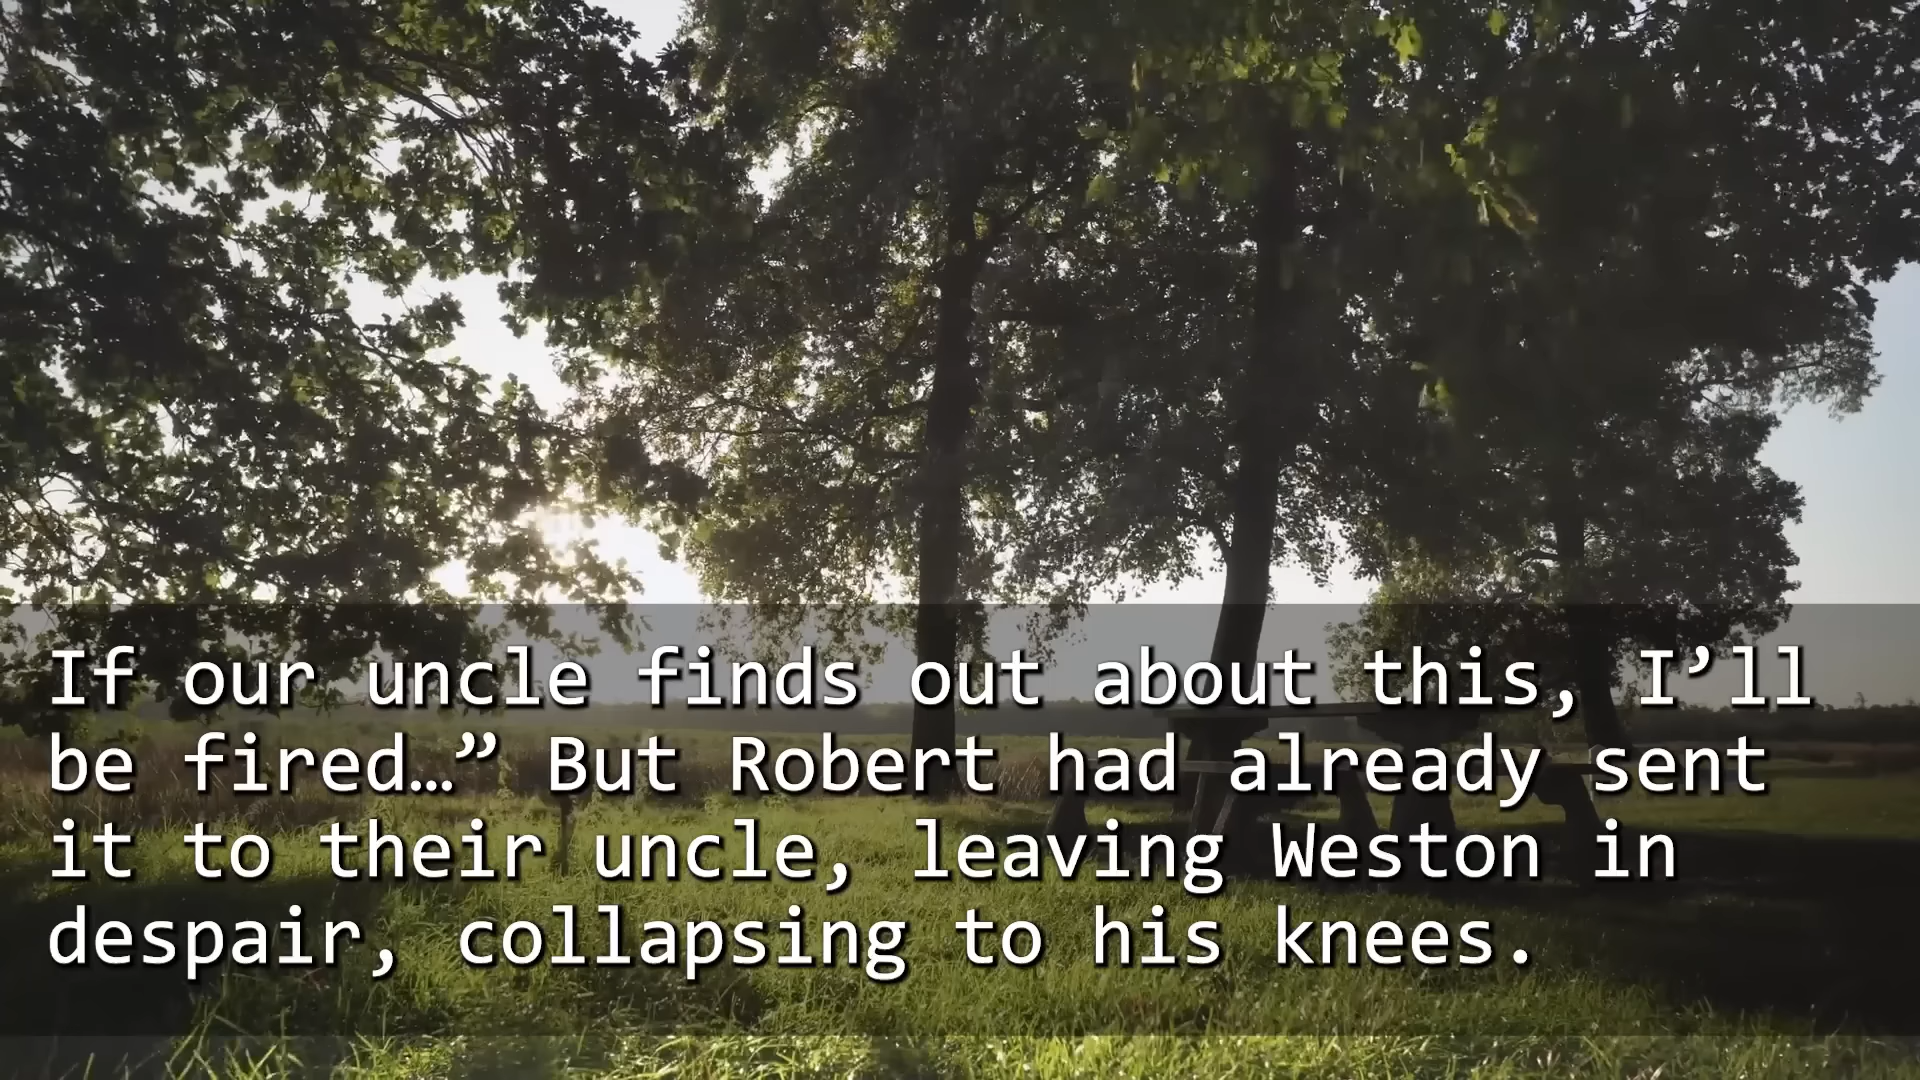 If our uncle finds out about this, I’ll
be fired…” But Robert had already sent
it to their uncle, leaving Weston in
despair, collapsing to his knees.